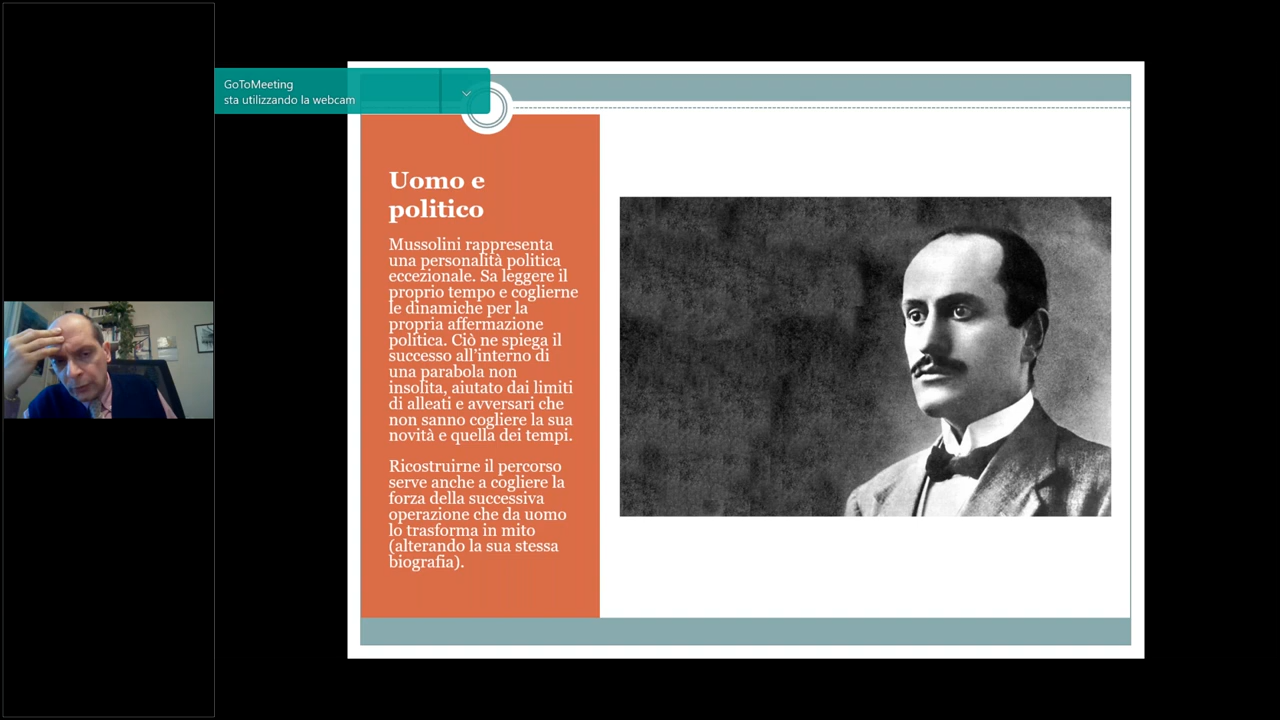 GoToMeeting
sta utilizzando la webcam
Uomo e
politico
Mussolini rappresenta
una personalità politica
eccezionale. Sa leggere il
proprio tempo e coglierne
le dinamiche per la
propria affermazione
politica. Ciò ne spiega il
successo all'interno di
una parabola non
insolita, aiutato dai limiti
di alleati e avversari che
non sanno cogliere la sua
novità e quella dei tempi.
Ricostruirne il percorso
serve anche a cogliere la
forza della successiva
operazione che da uomo
lo trasforma in mito
(alterando la sua stessa
biografia).